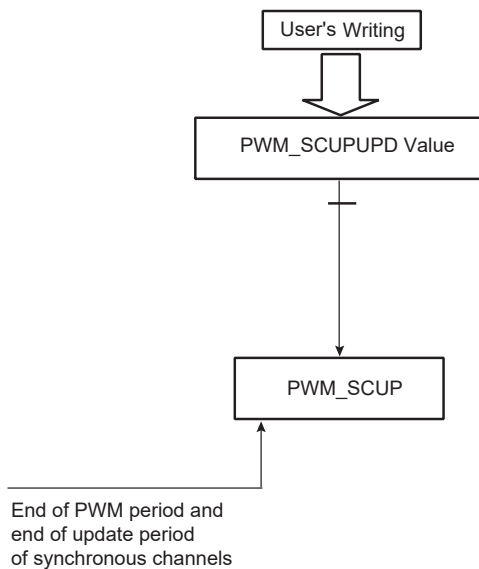 User's Writing
PWM_SCUPUPD Value
PWM_SCUP
End of PWM period and
end of update period
of synchronous channels